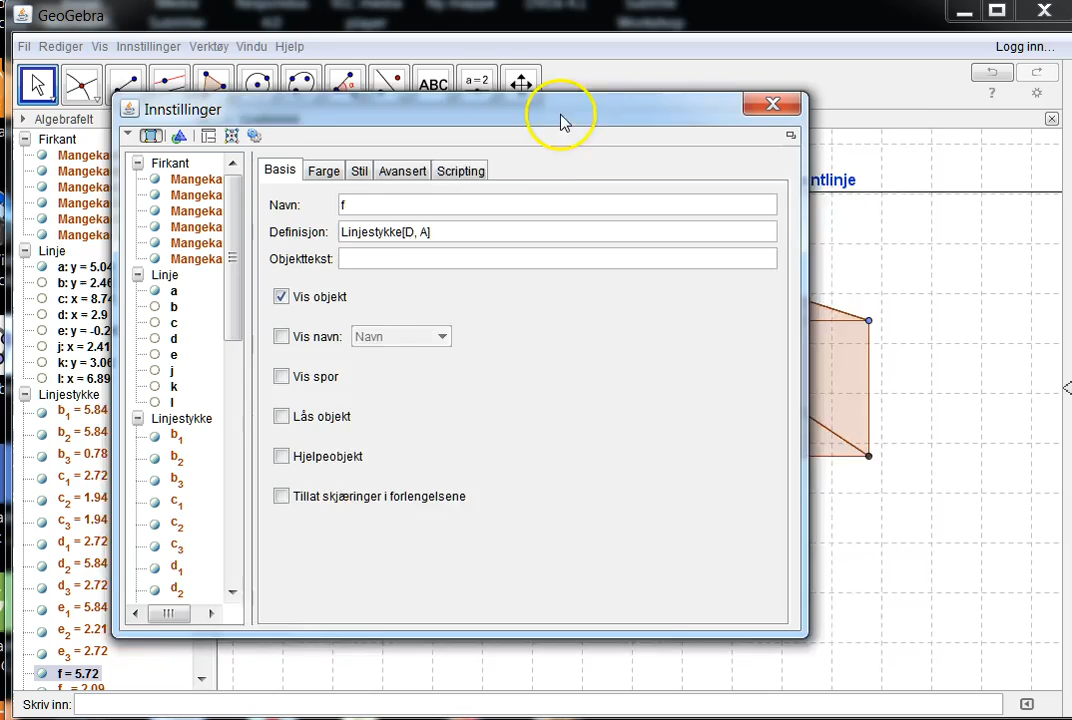 GeoGebra
Fil Rediger Vis Innstillinger Verktøy Vindu Hjelp
Logg inn...
ABC
a=2
?
Innstillinger
Algebrafelt
Firkant
Mangeka
Mangeka
Mangeka
Mangeka
Mangeka
Mangeka
Linje
a: y = 5.04
b: y = 2.46
c: x = 8.74
d: x = 2.9
e: y = -0.2
j: x = 2.41
k: y = 3.06
l: x = 6.89
Linjestykke
b1 = 5.84
b2 = 5.84
b3 = 0.78
c1 = 2.72
c2 = 1.94
c3 = 1.94
d1 = 2.72
d2 = 5.84
d3 = 2.72
e1 = 5.84
e2 = 2.21
e3 = 2.72
f = 5.72
f = 2.09
Firkant
Mangeka
Mangeka
Mangeka
Mangeka
Mangeka
Mangeka
Linje
a
b
c
d
e
j
k
l
Linjestykke
b1
b2
b3
c1
c2
c3
d1
d2
Basis Farge Stil Avansert Scripting
Navn: f
Definisjon: Linjestykke[D, A]
Objekttekst:
Vis objekt
Vis navn: Navn
Vis spor
Lås objekt
Hjelpeobjekt
Tillat skjæringer i forlengelsene
ntlinje
Skriv inn: